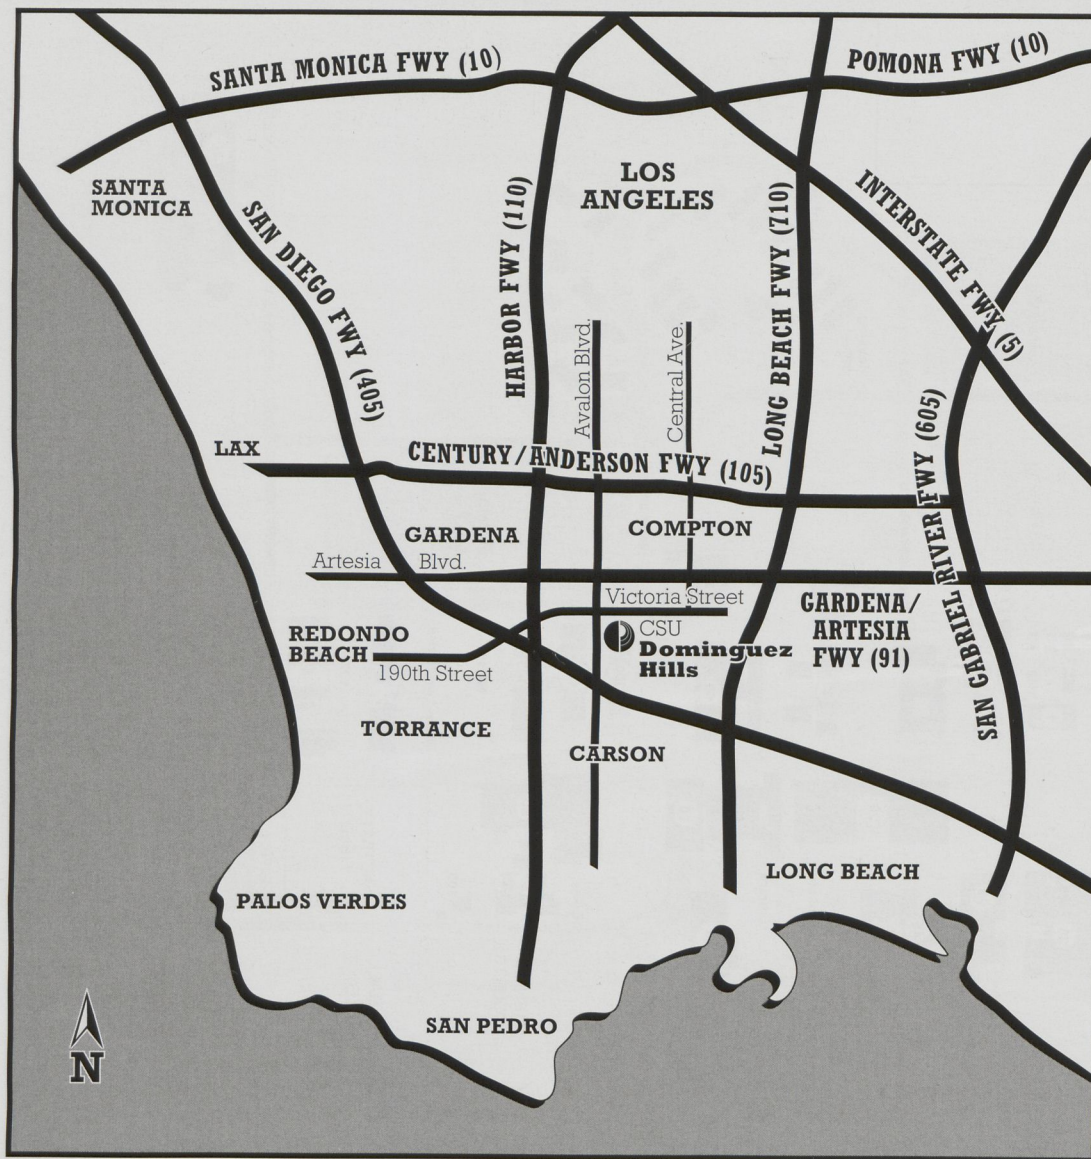 SANTA MONICA FWY (10)
POMONA FWY (10)
SANTA
MONICA
LOS
ANGELES
SAN DIEGO FWY (405)
HARBOR FWY (110)
LONG BEACH FWY (710)
INTERSTATE FWY (5)
Avalon Blvd.
Central Ave.
LAX
CENTURY/ANDERSON FWY (105)
SAN GABRIEL RIVER FWY (605)
GARDENA
COMPTON
Artesia Blvd.
Victoria Street
GARDENA/
ARTESIA
FWY (91)
REDONDO
BEACH
CSU
Dominguez
Hills
190th Street
TORRANCE
CARSON
LONG BEACH
PALOS VERDES
SAN PEDRO
N